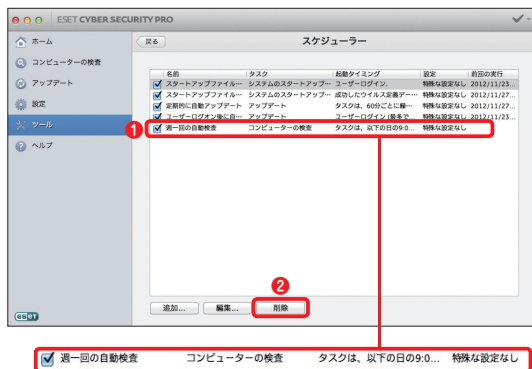 ESET CYBER SECURITY PRO
ホーム
コンピューターの検査
アップデート
設定
ツール
ヘルプ
戻る
スケジューラー
名前 タスク 起動タイミング 設定 前回の実行
スタートアップファイル… システムのスタートアップ… ユーザーログイン. 特殊な設定なし 2012/11/23...
スタートアップファイル… システムのスタートアップ… 成功したウイルス定義デー… 特殊な設定なし 2012/11/27...
定期的に自動アップデート アップデート タスクは、60分ごとに繰… 特殊な設定なし 2012/11/27...
ユーザーログオン後に自… アップデート ユーザーログイン (最多で… 特殊な設定なし 2012/11/23...
1
週一回の自動検査 コンピューターの検査 タスクは、以下の日の9:0... 特殊な設定なし
2
追加... 編集... 削除
eset
週一回の自動検査 コンピューターの検査 タスクは、以下の日の9:0... 特殊な設定なし